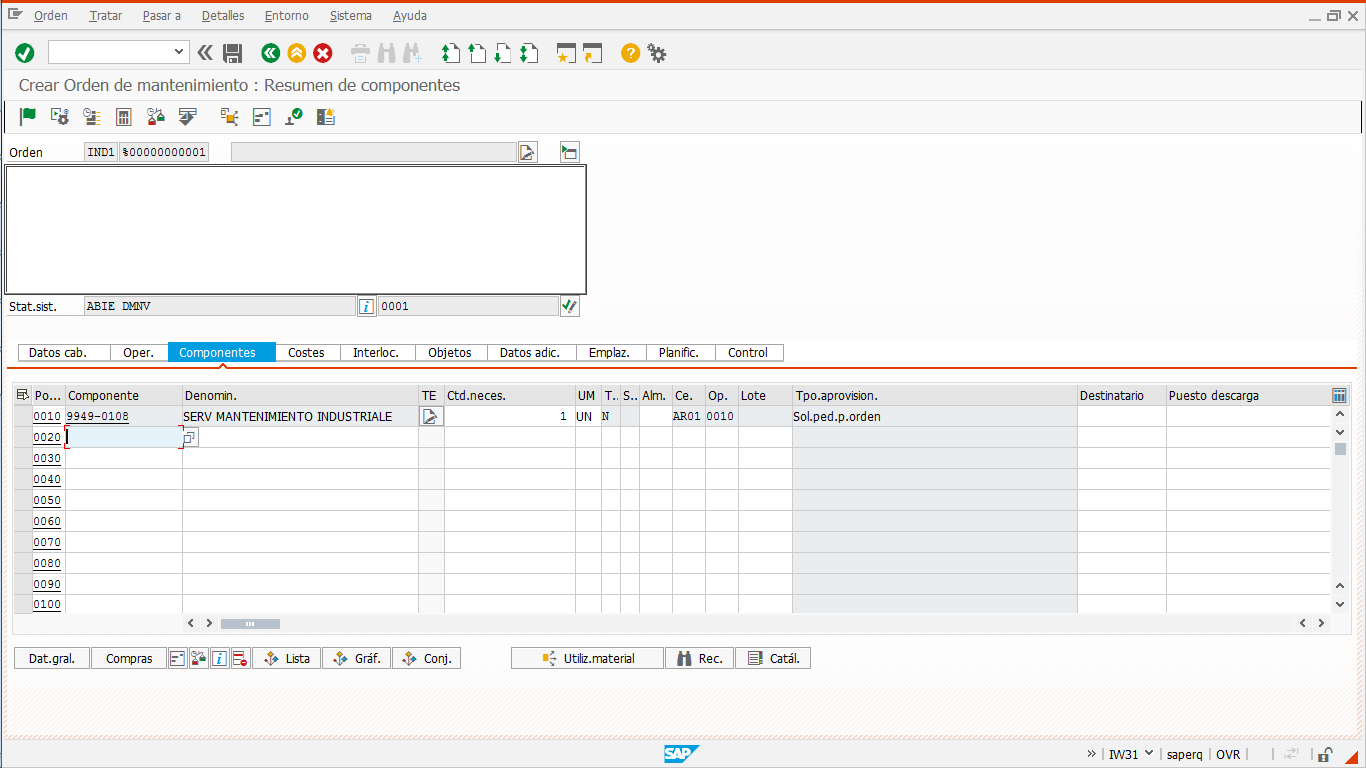 Orden Tratar Pasar a Detalles Entorno Sistema Ayuda
Crear Orden de mantenimiento : Resumen de componentes
Orden IND1 %00000000001
Stat.sist. ABIE DMNV 0001
Datos cab. Oper. Componentes Costes Interloc. Objetos Datos adic. Emplaz. Planific. Control
Po... Componente Denomin. TE Ctd.neces. UM T.. S.. Alm. Ce. Op. Lote Tpo.aprovision. Destinatario Puesto descarga
0010 9949-0108 SERV MANTENIMIENTO INDUSTRIALE 1 UN N AR01 0010 Sol.ped.p.orden
0020
0030
0040
0050
0060
0070
0080
0090
0100
Dat.gral. Compras Lista Gráf. Conj. Utiliz.material Rec. Catál.
SAP IW31 saperq OVR